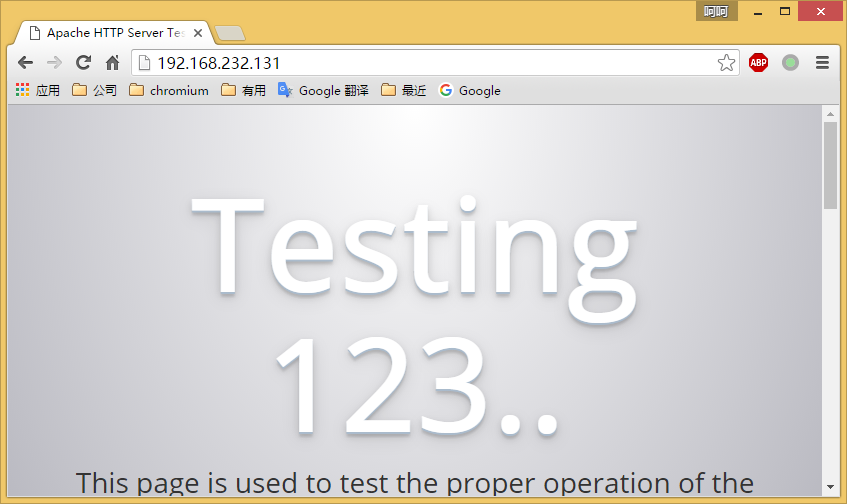 呵呵
Apache HTTP Server Tes
192.168.232.131
ABP
应用 公司 chromium 有用 Google 翻译 最近 Google
Testing
123..
This page is used to test the proper operation of the